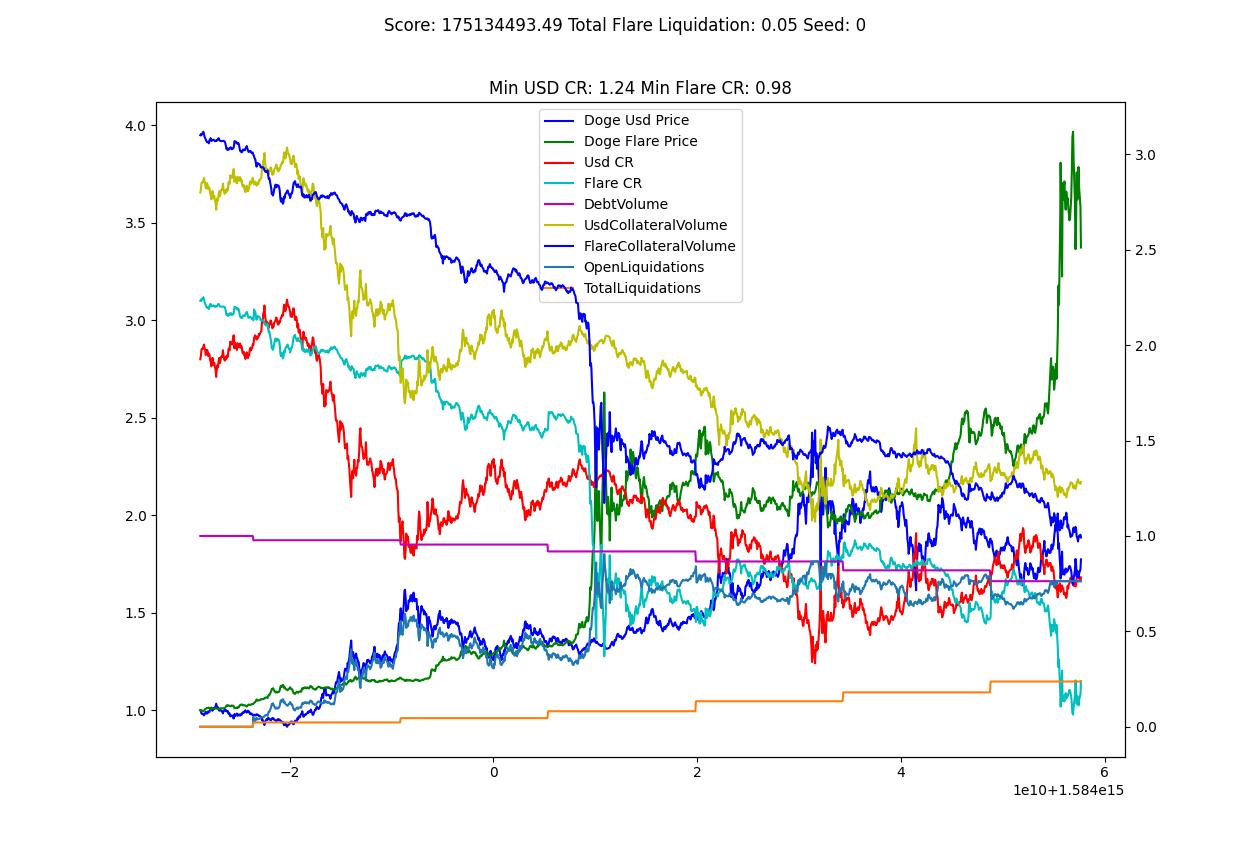 Score: 175134493.49 Total Flare Liquidation: 0.05 Seed: 0
Min USD CR: 1.24 Min Flare CR: 0.98
Doge Usd Price
Doge Flare Price
Usd CR
Flare CR
DebtVolume
UsdCollateralVolume
FlareCollateralVolume
OpenLiquidations
TotalLiquidations
4.0
3.5
3.0
2.5
2.0
1.5
1.0
3.0
2.5
2.0
1.5
1.0
0.5
0.0
−2
0
2
4
6
1e10+1.584e15